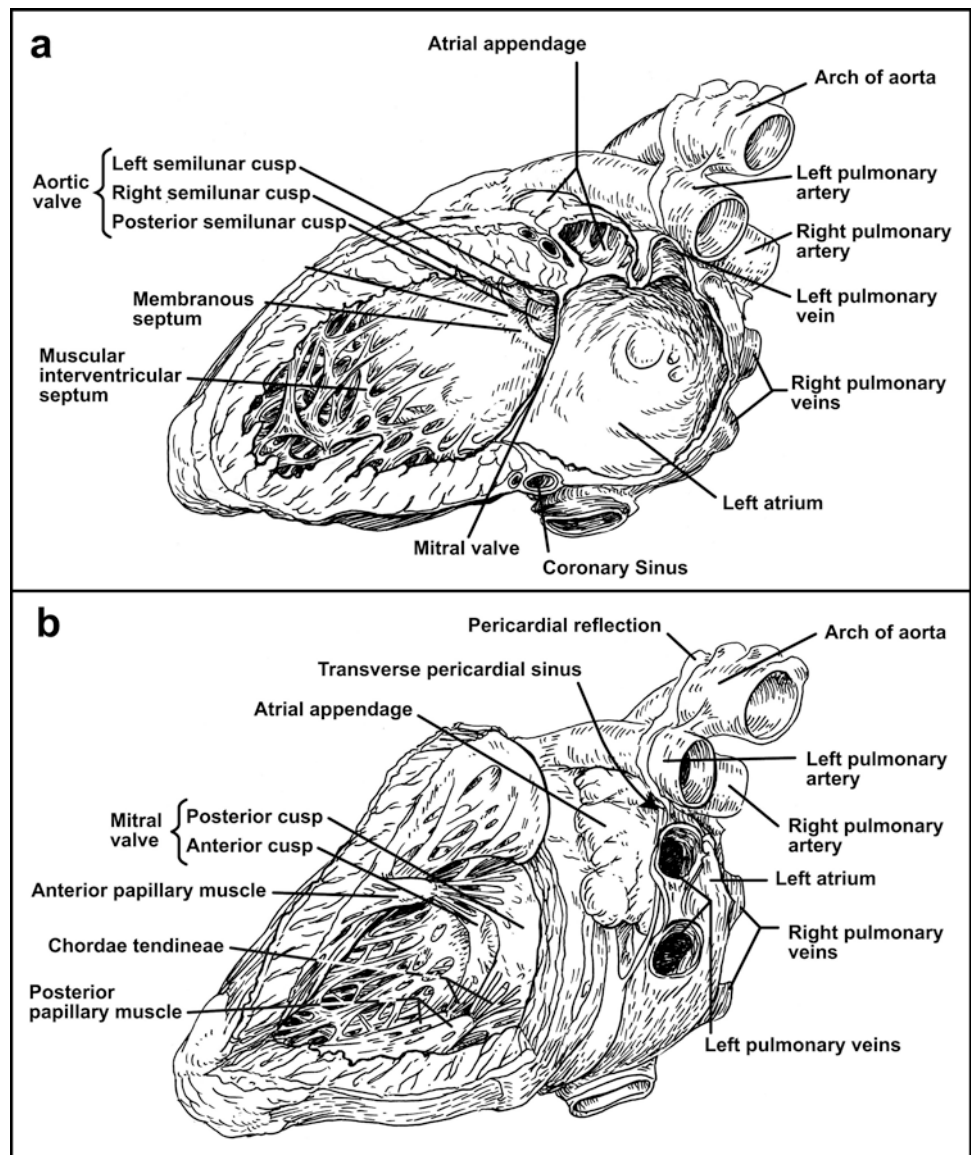 a
Atrial appendage
Arch of aorta
Aortic
valve
Left semilunar cusp
Right semilunar cusp
Posterior semilunar cusp
Left pulmonary
artery
Right pulmonary
artery
Membranous
septum
Left pulmonary
vein
Muscular
interventricular
septum
Right pulmonary
veins
Left atrium
Mitral valve
Coronary Sinus
b
Pericardial reflection
Arch of aorta
Transverse pericardial sinus
Atrial appendage
Left pulmonary
artery
Mitral
valve
Posterior cusp
Anterior cusp
Right pulmonary
artery
Anterior papillary muscle
Left atrium
Chordae tendineae
Right pulmonary
veins
Posterior
papillary muscle
Left pulmonary veins